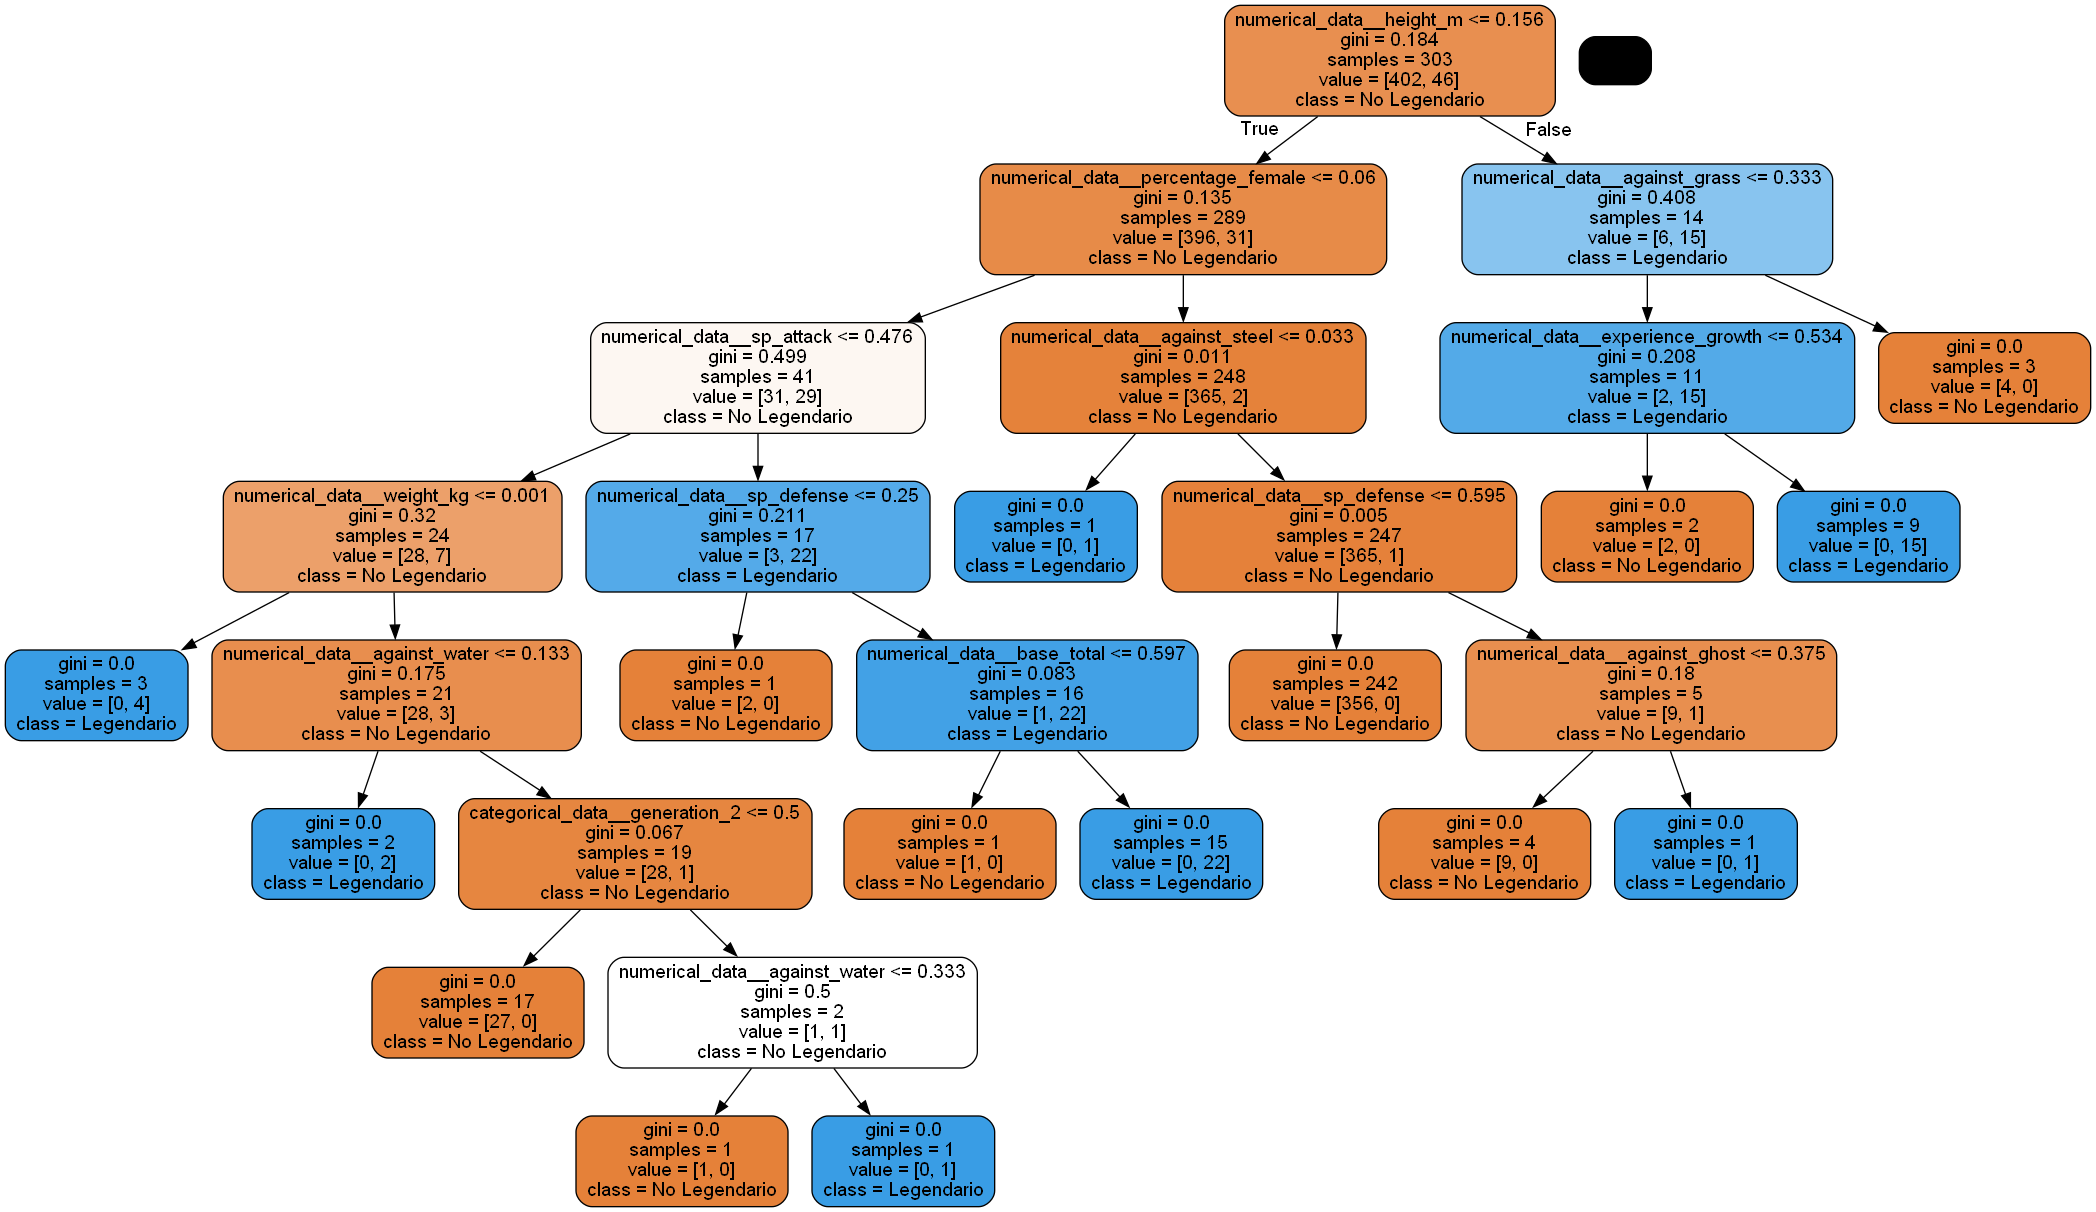 numerical_data__height_m <= 0.156
gini = 0.184
samples = 303
value = [402, 46]
class = No Legendario
True
False
numerical_data__percentage_female <= 0.06
gini = 0.135
samples = 289
value = [396, 31]
class = No Legendario
numerical_data__against_grass <= 0.333
gini = 0.408
samples = 14
value = [6, 15]
class = Legendario
numerical_data__sp_attack <= 0.476
gini = 0.499
samples = 41
value = [31, 29]
class = No Legendario
numerical_data__against_steel <= 0.033
gini = 0.011
samples = 248
value = [365, 2]
class = No Legendario
numerical_data__experience_growth <= 0.534
gini = 0.208
samples = 11
value = [2, 15]
class = Legendario
gini = 0.0
samples = 3
value = [4, 0]
class = No Legendario
numerical_data__weight_kg <= 0.001
gini = 0.32
samples = 24
value = [28, 7]
class = No Legendario
numerical_data__sp_defense <= 0.25
gini = 0.211
samples = 17
value = [3, 22]
class = Legendario
gini = 0.0
samples = 1
value = [0, 1]
class = Legendario
numerical_data__sp_defense <= 0.595
gini = 0.005
samples = 247
value = [365, 1]
class = No Legendario
gini = 0.0
samples = 2
value = [2, 0]
class = No Legendario
gini = 0.0
samples = 9
value = [0, 15]
class = Legendario
gini = 0.0
samples = 3
value = [0, 4]
class = Legendario
numerical_data__against_water <= 0.133
gini = 0.175
samples = 21
value = [28, 3]
class = No Legendario
gini = 0.0
samples = 1
value = [2, 0]
class = No Legendario
numerical_data__base_total <= 0.597
gini = 0.083
samples = 16
value = [1, 22]
class = Legendario
gini = 0.0
samples = 242
value = [356, 0]
class = No Legendario
numerical_data__against_ghost <= 0.375
gini = 0.18
samples = 5
value = [9, 1]
class = No Legendario
gini = 0.0
samples = 2
value = [0, 2]
class = Legendario
categorical_data__generation_2 <= 0.5
gini = 0.067
samples = 19
value = [28, 1]
class = No Legendario
gini = 0.0
samples = 1
value = [1, 0]
class = No Legendario
gini = 0.0
samples = 15
value = [0, 22]
class = Legendario
gini = 0.0
samples = 4
value = [9, 0]
class = No Legendario
gini = 0.0
samples = 1
value = [0, 1]
class = Legendario
gini = 0.0
samples = 17
value = [27, 0]
class = No Legendario
numerical_data__against_water <= 0.333
gini = 0.5
samples = 2
value = [1, 1]
class = No Legendario
gini = 0.0
samples = 1
value = [1, 0]
class = No Legendario
gini = 0.0
samples = 1
value = [0, 1]
class = Legendario